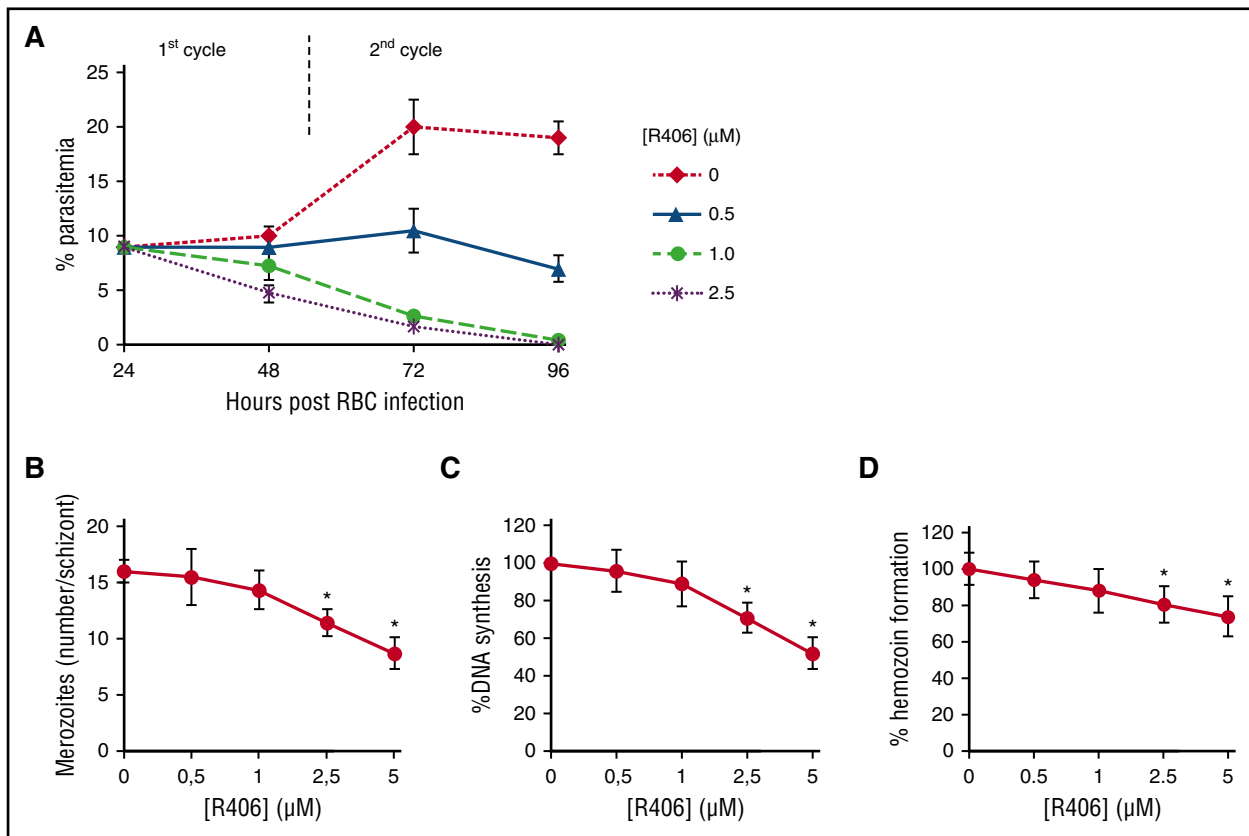 A
1st cycle
2nd cycle
% parasitemia
25
20
15
10
5
0
24 48 72 96
Hours post RBC infection
[R406] (μM)
0
0.5
1.0
2.5
B
Merozoites (number/schizont)
20
15
10
5
0
* *
0 0,5 1 2,5 5
[R406] (μM)
C
%DNA synthesis
120
100
80
60
40
20
0
* *
0 0,5 1 2,5 5
[R406] (μM)
D
% hemozoin formation
120
100
80
60
40
20
0
* *
0 0.5 1 2.5 5
[R406] (μM)